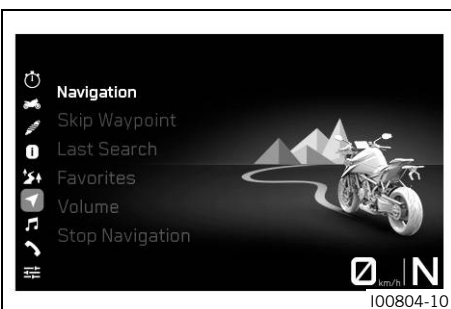 Navigation
Skip Waypoint
Last Search
Favorites
Volume
Stop Navigation
0 km/h N
I00804-10